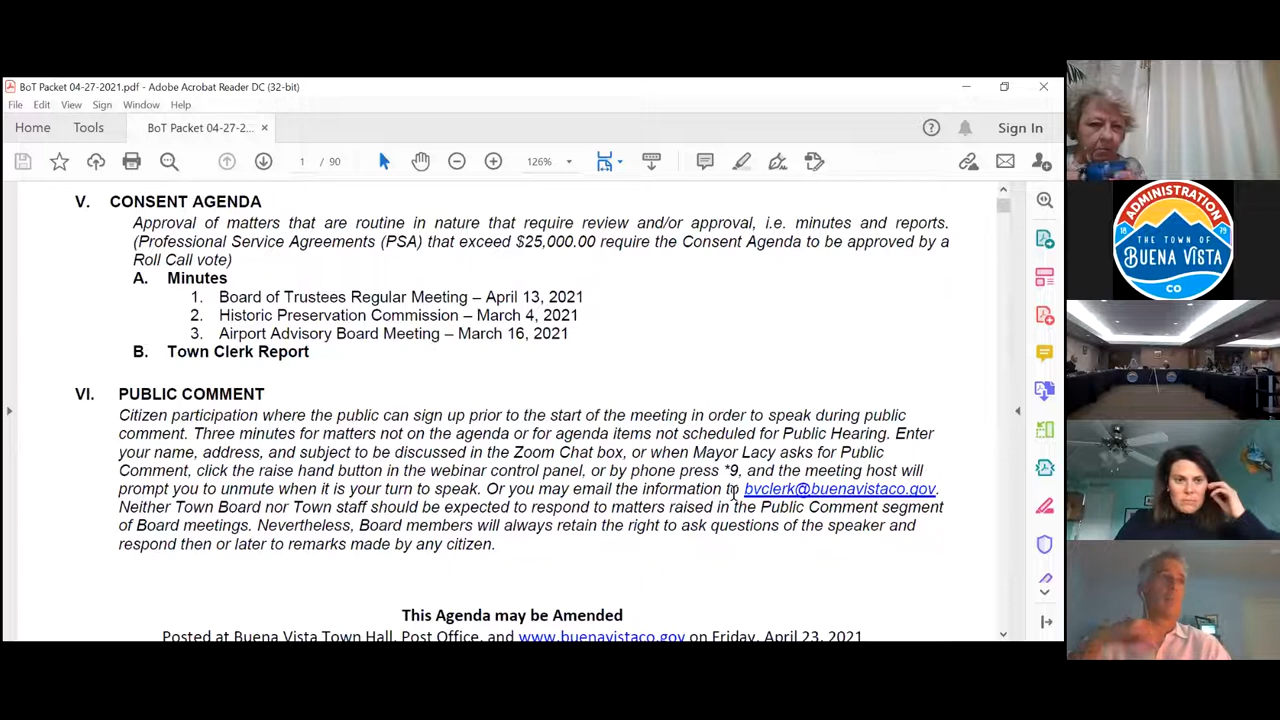 BoT Packet 04-27-2021.pdf - Adobe Acrobat Reader DC (32-bit)
File Edit View Sign Window Help
Home Tools BoT Packet 04-27-2... × Sign In
1 / 90 126%
V. CONSENT AGENDA
Approval of matters that are routine in nature that require review and/or approval, i.e. minutes and reports.
(Professional Service Agreements (PSA) that exceed $25,000.00 require the Consent Agenda to be approved by a
Roll Call vote)
A. Minutes
1. Board of Trustees Regular Meeting – April 13, 2021
2. Historic Preservation Commission – March 4, 2021
3. Airport Advisory Board Meeting – March 16, 2021
B. Town Clerk Report
VI. PUBLIC COMMENT
Citizen participation where the public can sign up prior to the start of the meeting in order to speak during public
comment. Three minutes for matters not on the agenda or for agenda items not scheduled for Public Hearing. Enter
your name, address, and subject to be discussed in the Zoom Chat box, or when Mayor Lacy asks for Public
Comment, click the raise hand button in the webinar control panel, or by phone press *9, and the meeting host will
prompt you to unmute when it is your turn to speak. Or you may email the information to bvclerk@buenavistaco.gov.
Neither Town Board nor Town staff should be expected to respond to matters raised in the Public Comment segment
of Board meetings. Nevertheless, Board members will always retain the right to ask questions of the speaker and
respond then or later to remarks made by any citizen.
This Agenda may be Amended
Posted at Buena Vista Town Hall, Post Office, and www.buenavistaco.gov on Friday, April 23, 2021
ADMINISTRATION
18 79
THE TOWN OF
BUENA VISTA
CO